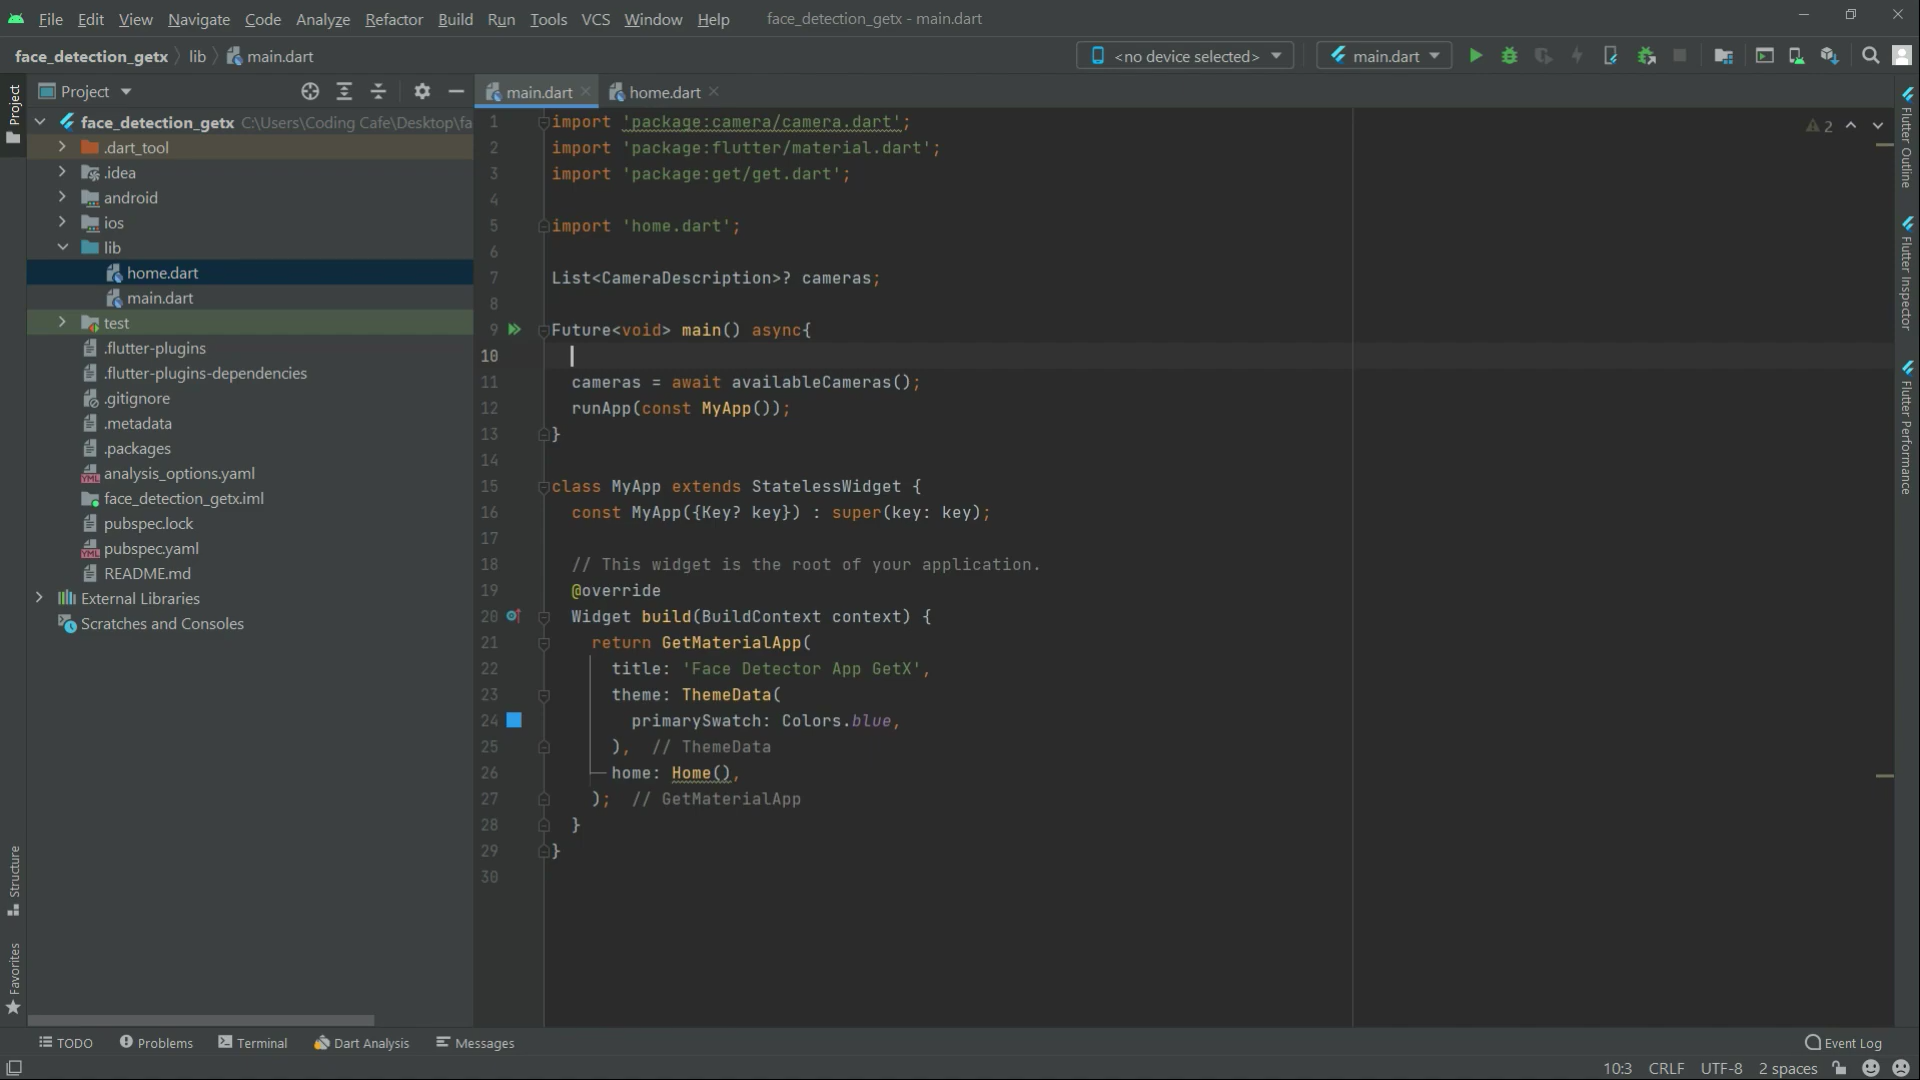 File Edit View Navigate Code Analyze Refactor Build Run Tools VCS Window Help face_detection_getx - main.dart
face_detection_getx lib main.dart <no device selected> main.dart
Project
Project
main.dart
home.dart
face_detection_getx C:\Users\Coding Cafe\Desktop\fa
.dart_tool
.idea
android
ios
lib
home.dart
main.dart
test
.flutter-plugins
.flutter-plugins-dependencies
.gitignore
.metadata
.packages
analysis_options.yaml
face_detection_getx.iml
pubspec.lock
pubspec.yaml
README.md
External Libraries
Scratches and Consoles
1 import 'package:camera/camera.dart';
2 import 'package:flutter/material.dart';
3 import 'package:get/get.dart';
4
5 import 'home.dart';
6
7 List<CameraDescription>? cameras;
8
9 Future<void> main() async{
10
11 cameras = await availableCameras();
12 runApp(const MyApp());
13 }
14
15 class MyApp extends StatelessWidget {
16 const MyApp({Key? key}) : super(key: key);
17
18 // This widget is the root of your application.
19 @override
20 Widget build(BuildContext context) {
21 return GetMaterialApp(
22 title: 'Face Detector App GetX',
23 theme: ThemeData(
24 primarySwatch: Colors.blue,
25 ), // ThemeData
26 home: Home(),
27 ); // GetMaterialApp
28 }
29 }
30
2
Flutter Outline
Flutter Inspector
Flutter Performance
Structure
Favorites
TODO Problems Terminal Dart Analysis Messages Event Log
10:3 CRLF UTF-8 2 spaces